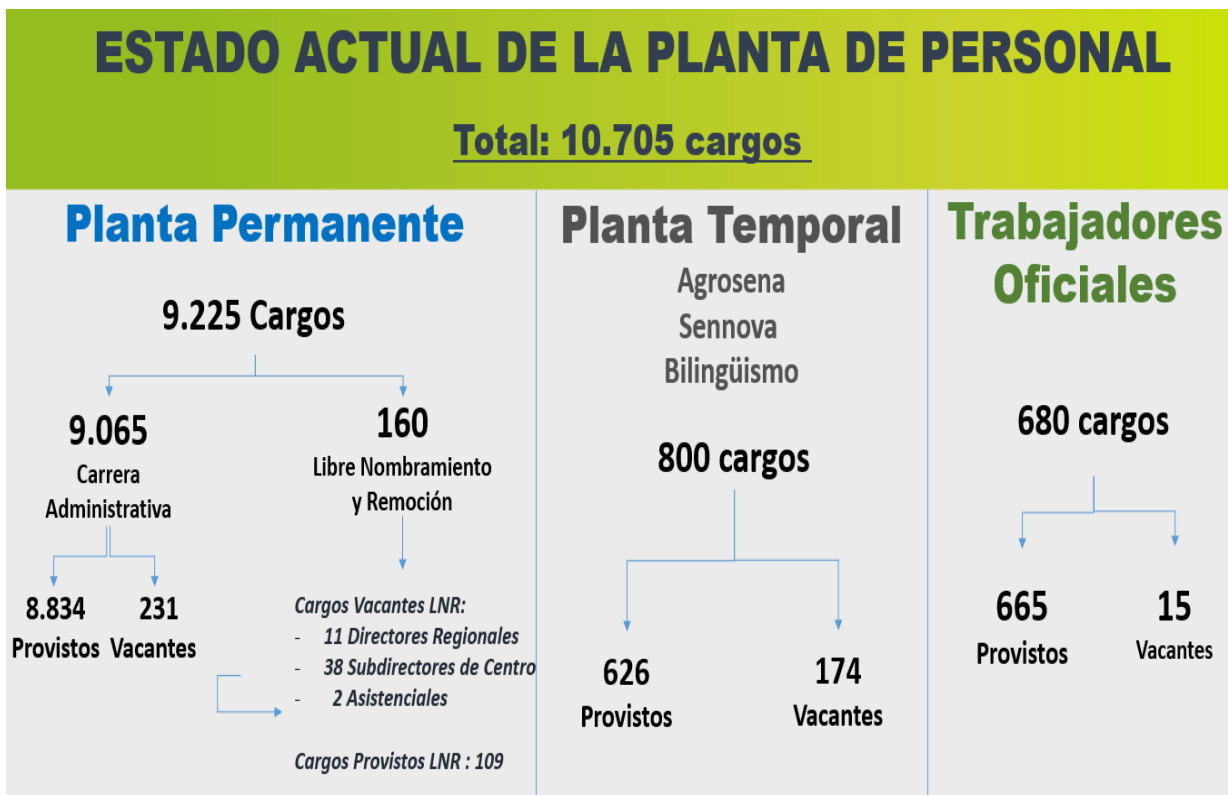 ESTADO ACTUAL DE LA PLANTA DE PERSONAL
Total: 10.705 cargos
Planta Permanente
9.225 Cargos
9.065
Carrera
Administrativa
160
Libre Nombramiento
y Remoción
8.834
Provistos
231
Vacantes
Cargos Vacantes LNR:
- 11 Directores Regionales
- 38 Subdirectores de Centro
- 2 Asistenciales
Cargos Provistos LNR : 109
Planta Temporal
Agrosena
Sennova
Bilingüismo
800 cargos
626
Provistos
174
Vacantes
Trabajadores
Oficiales
680 cargos
665
Provistos
15
Vacantes